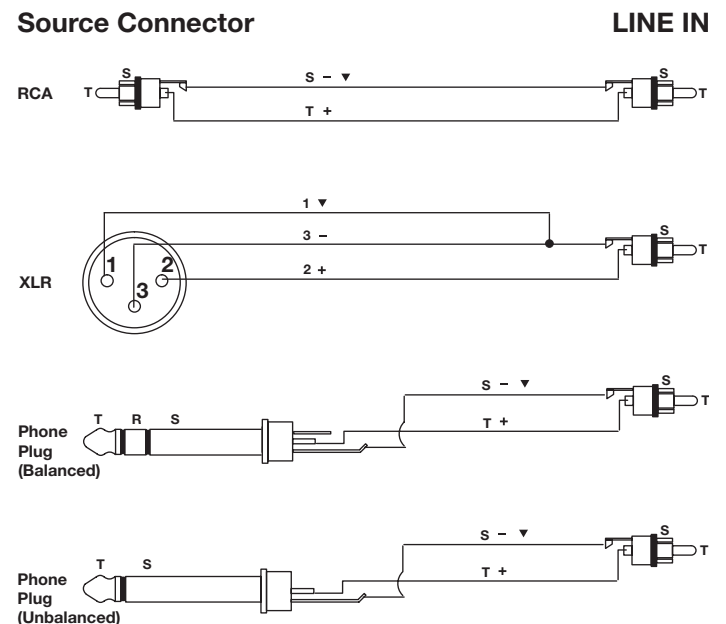 Source Connector LINE IN
S S
RCA T T
S – ▼
T +
1 ▼
3 –
2 +
S
T
XLR 1 2 3
S – ▼
T +
S
T
T R S
Phone
Plug
(Balanced)
S – ▼
T +
S
T
T S
Phone
Plug
(Unbalanced)